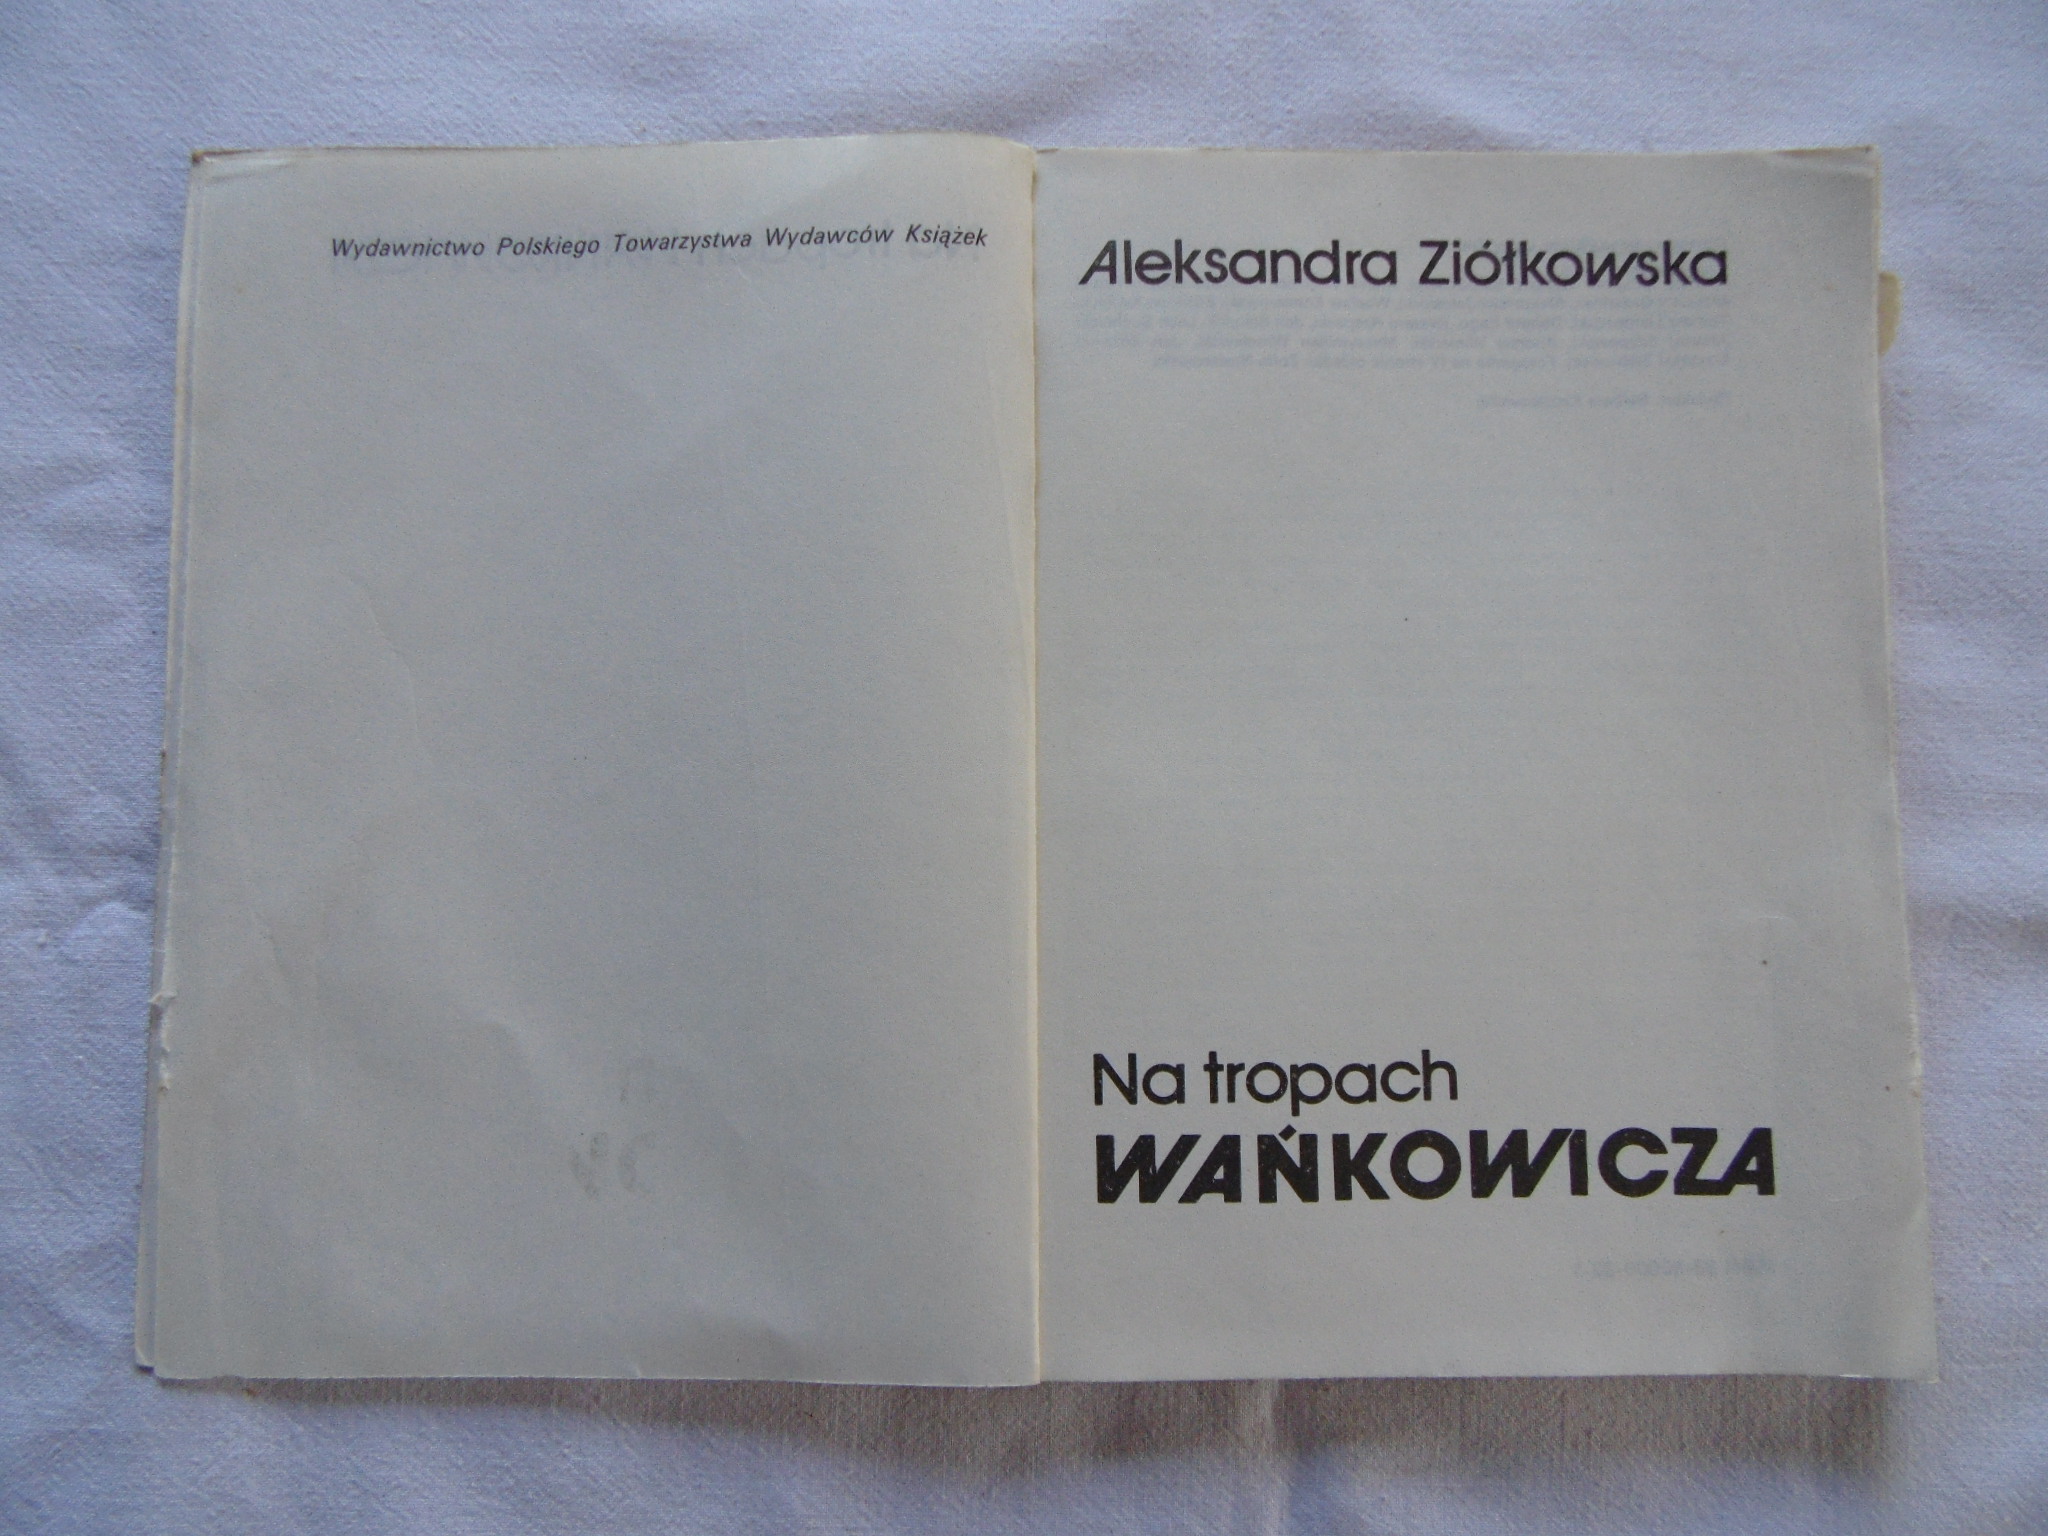 Wydawnictwo Polskiego Towarzystwa Wydawców Książek
Aleksandra Ziółkowska
Na tropach
WAŃKOWICZA